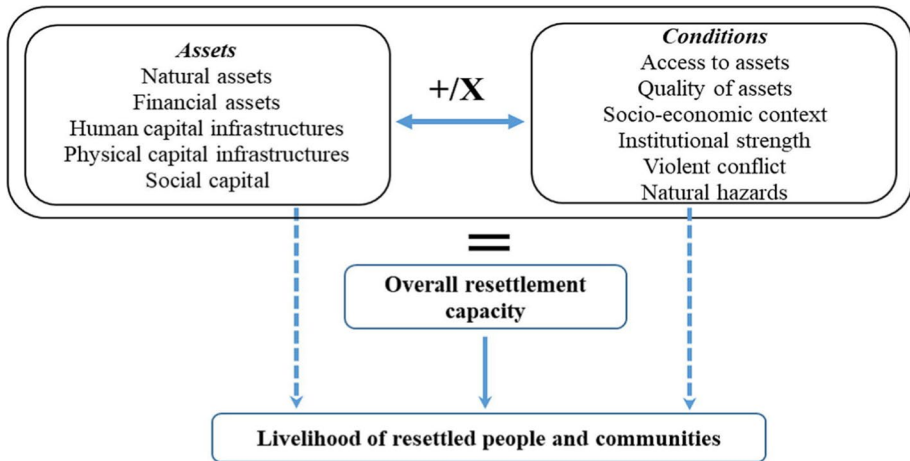 Assets
Natural assets
Financial assets
Human capital infrastructures
Physical capital infrastructures
Social capital
+/X
Conditions
Access to assets
Quality of assets
Socio-economic context
Institutional strength
Violent conflict
Natural hazards
=
Overall resettlement
capacity
Livelihood of resettled people and communities